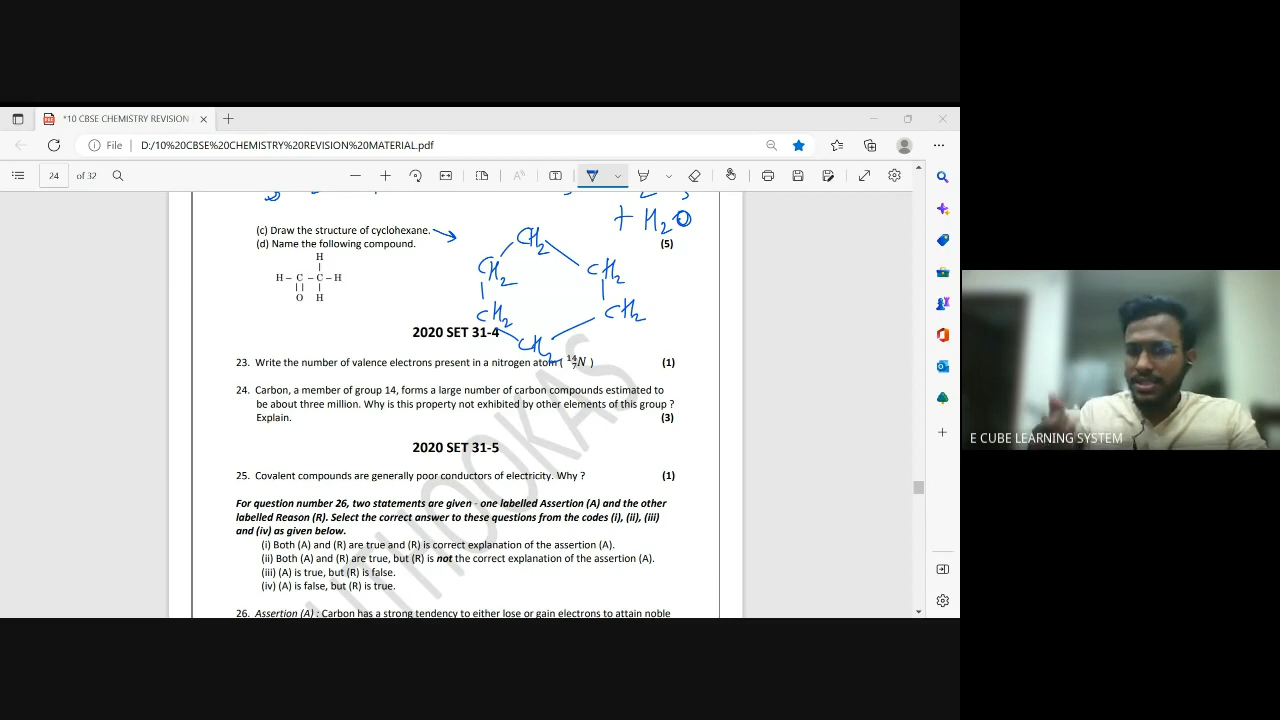 *10 CBSE CHEMISTRY REVISION
File
D:/10%20CBSE%20CHEMISTRY%20REVISION%20MATERIAL.pdf
24 of 32
+ H2O
(c) Draw the structure of cyclohexane.
(d) Name the following compound. (5)
H
H – C – C – H
O H
CH2
CH2 CH2
CH2 CH2
CH2
2020 SET 31-4
23. Write the number of valence electrons present in a nitrogen atom ( ¹⁴₇N ) (1)
24. Carbon, a member of group 14, forms a large number of carbon compounds estimated to
be about three million. Why is this property not exhibited by other elements of this group ?
Explain. (3)
2020 SET 31-5
25. Covalent compounds are generally poor conductors of electricity. Why ? (1)
For question number 26, two statements are given - one labelled Assertion (A) and the other
labelled Reason (R). Select the correct answer to these questions from the codes (i), (ii), (iii)
and (iv) as given below.
(i) Both (A) and (R) are true and (R) is correct explanation of the assertion (A).
(ii) Both (A) and (R) are true, but (R) is not the correct explanation of the assertion (A).
(iii) (A) is true, but (R) is false.
(iv) (A) is false, but (R) is true.
26. Assertion (A) : Carbon has a strong tendency to either lose or gain electrons to attain noble
E CUBE LEARNING SYSTEM